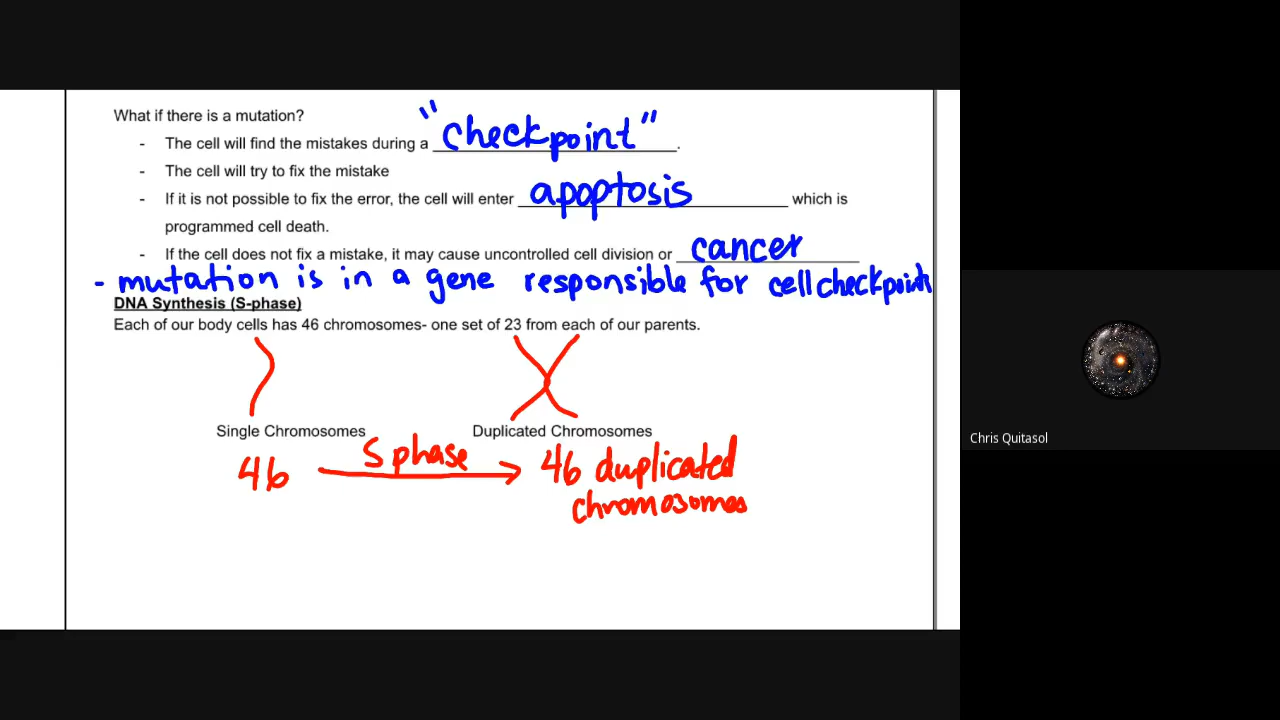 What if there is a mutation?
- The cell will find the mistakes during a "checkpoint".
- The cell will try to fix the mistake
- If it is not possible to fix the error, the cell will enter apoptosis which is
programmed cell death.
- If the cell does not fix a mistake, it may cause uncontrolled cell division or cancer
- mutation is in a gene responsible for cell checkpoints
DNA Synthesis (S-phase)
Each of our body cells has 46 chromosomes- one set of 23 from each of our parents.
Single Chromosomes Duplicated Chromosomes
46 S phase 46 duplicated
chromosomes
Chris Quitasol